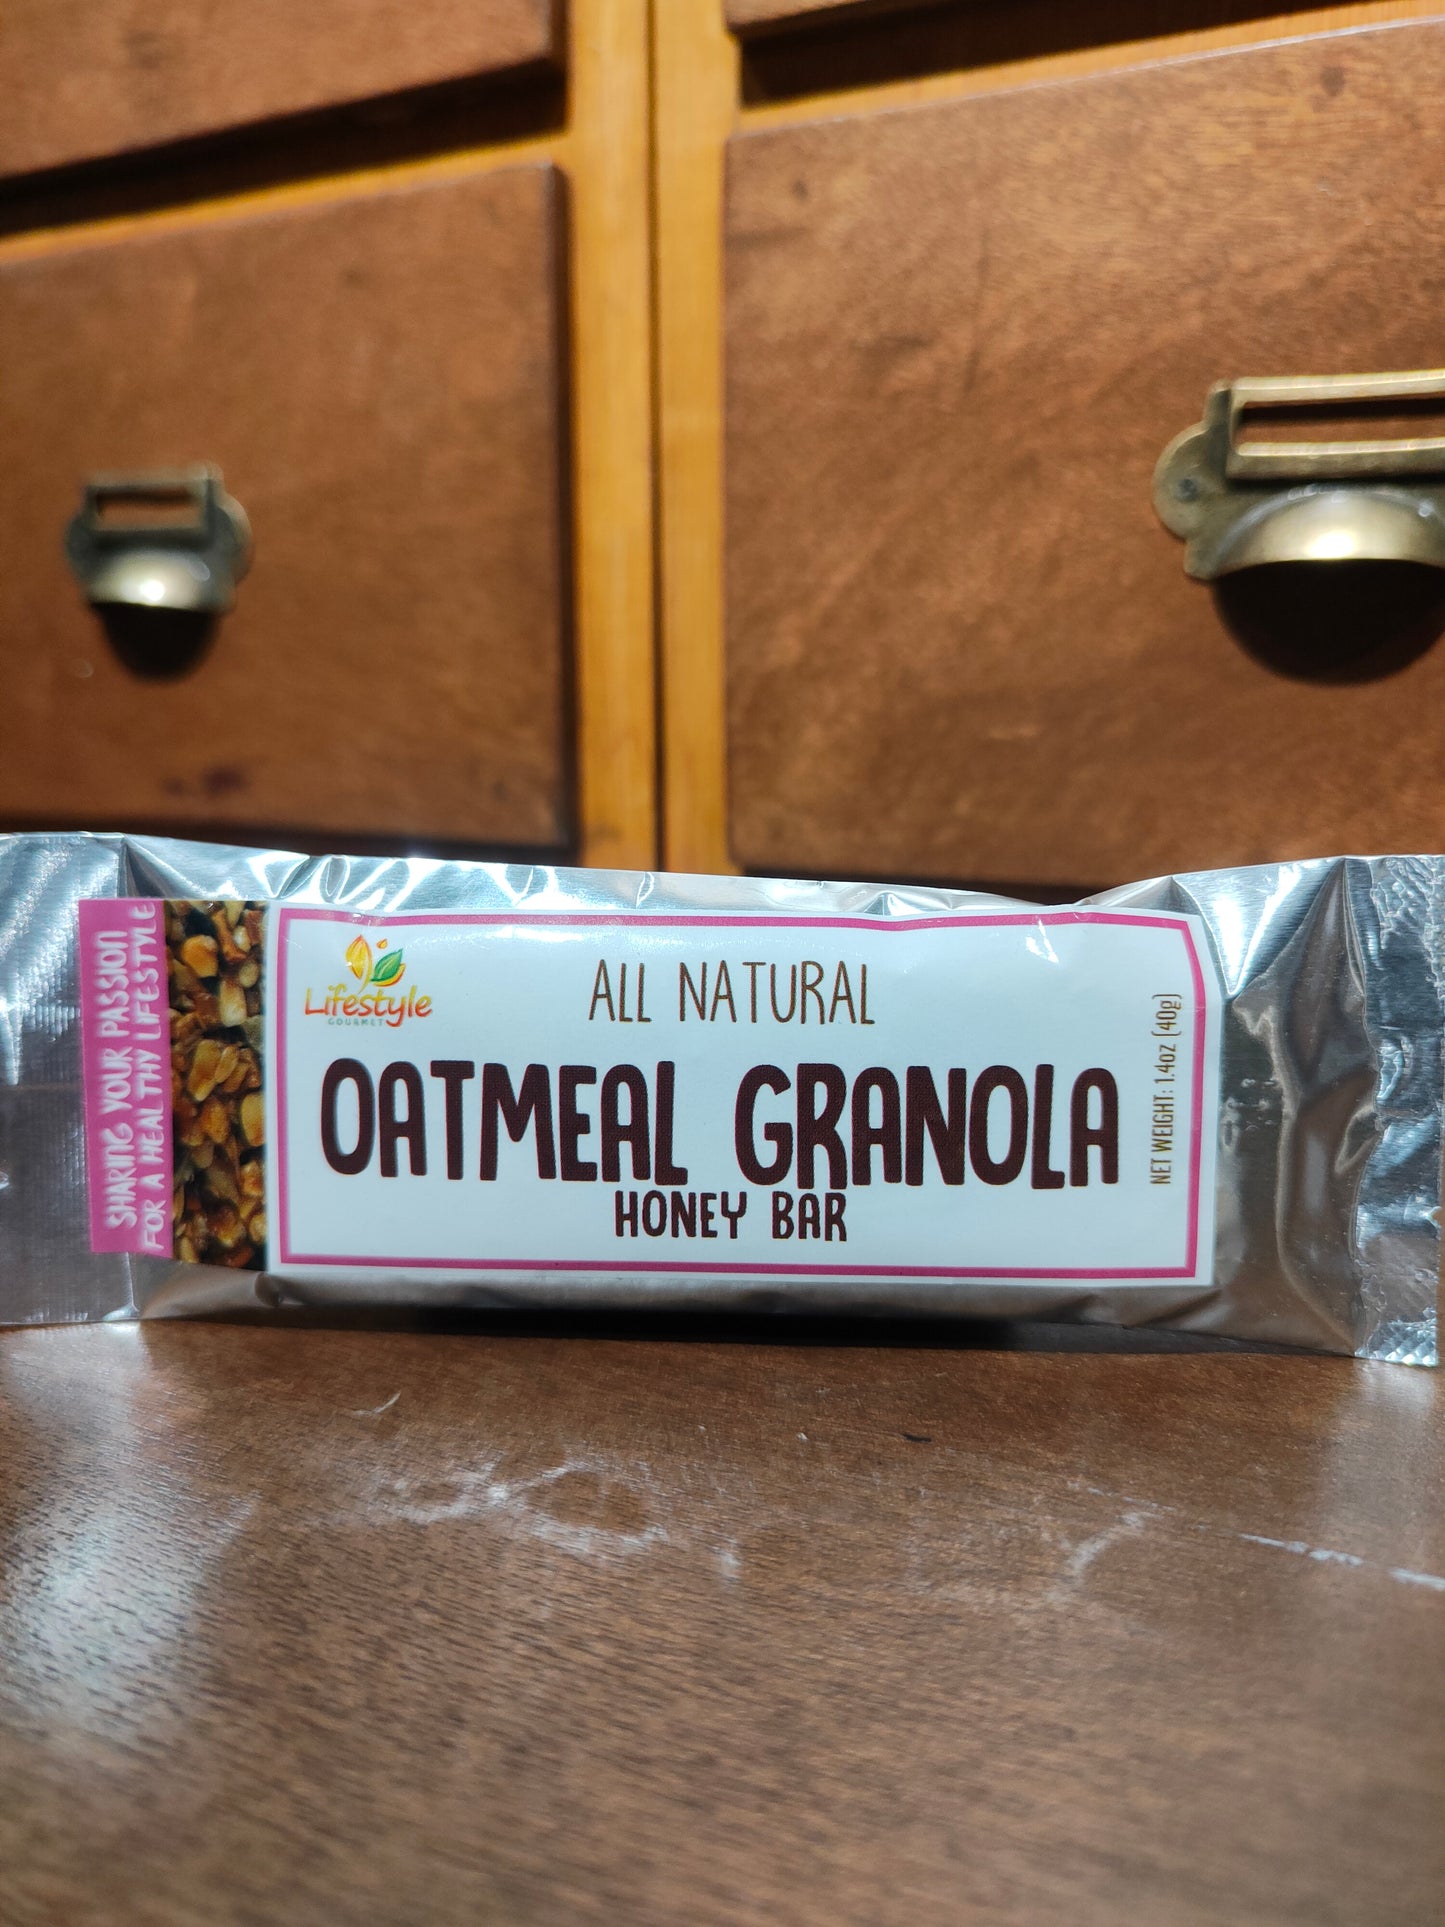 SHARING YOUR PASSION
FOR A HEALTHY LIFESTYLE
Lifestyle
GOURMET
ALL NATURAL
OATMEAL GRANOLA
HONEY BAR
NET WEIGHT: 1.4oz (40g)